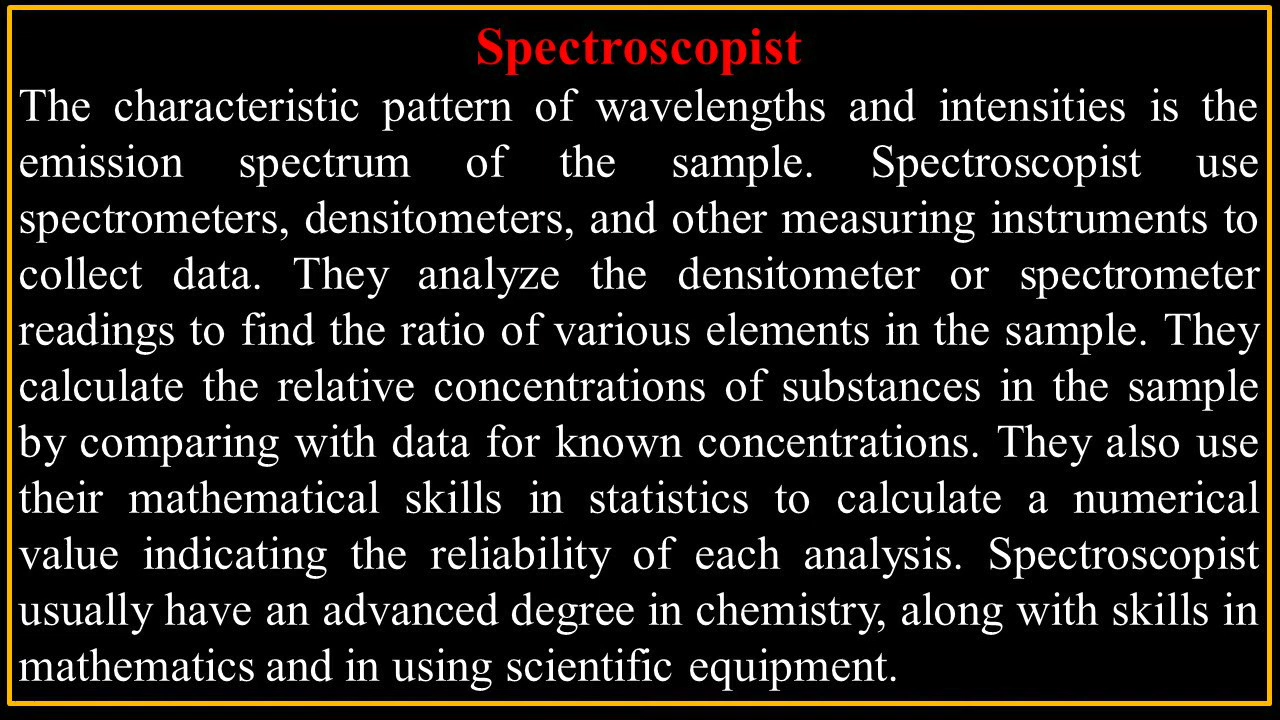 Spectroscopist
The characteristic pattern of wavelengths and intensities is the
emission spectrum of the sample. Spectroscopist use
spectrometers, densitometers, and other measuring instruments to
collect data. They analyze the densitometer or spectrometer
readings to find the ratio of various elements in the sample. They
calculate the relative concentrations of substances in the sample
by comparing with data for known concentrations. They also use
their mathematical skills in statistics to calculate a numerical
value indicating the reliability of each analysis. Spectroscopist
usually have an advanced degree in chemistry, along with skills in
mathematics and in using scientific equipment.